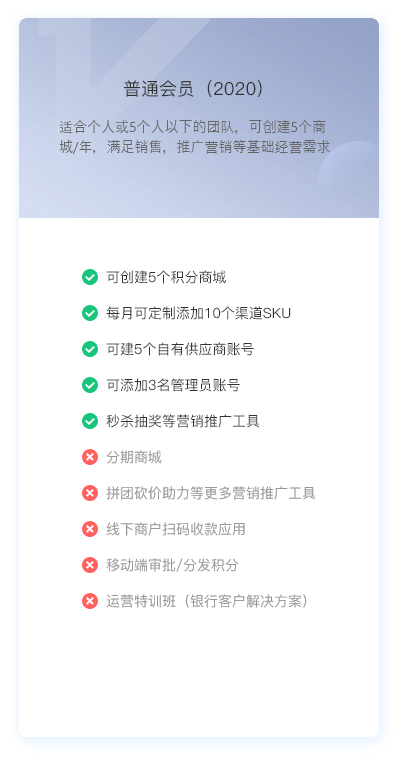 普通会员（2020）
适合个人或5个人以下的团队，可创建5个商
城/年，满足销售，推广营销等基础经营需求
可创建5个积分商城
每月可定制添加10个渠道SKU
可建5个自有供应商账号
可添加3名管理员账号
秒杀抽奖等营销推广工具
分期商城
拼团砍价助力等更多营销推广工具
线下商户扫码收款应用
移动端审批/分发积分
运营特训班（银行客户解决方案）